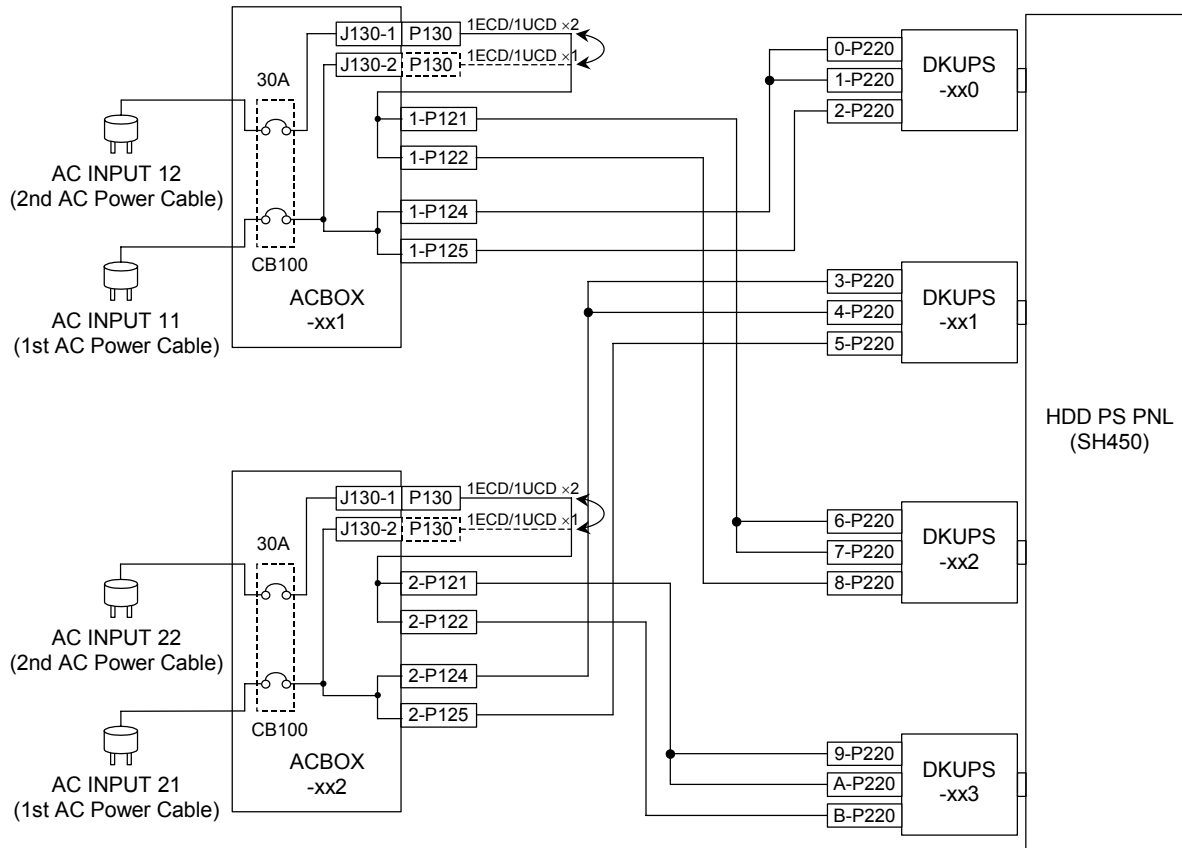 J130-1 P130 1ECD/1UCD ×2
J130-2 P130 1ECD/1UCD ×1
30A
1-P121
1-P122
1-P124
1-P125
CB100
ACBOX
-xx1
AC INPUT 12
(2nd AC Power Cable)
AC INPUT 11
(1st AC Power Cable)
J130-1 P130 1ECD/1UCD ×2
J130-2 P130 1ECD/1UCD ×1
30A
2-P121
2-P122
2-P124
2-P125
CB100
ACBOX
-xx2
AC INPUT 22
(2nd AC Power Cable)
AC INPUT 21
(1st AC Power Cable)
0-P220
1-P220
2-P220
DKUPS
-xx0
3-P220
4-P220
5-P220
DKUPS
-xx1
6-P220
7-P220
8-P220
DKUPS
-xx2
9-P220
A-P220
B-P220
DKUPS
-xx3
HDD PS PNL
(SH450)